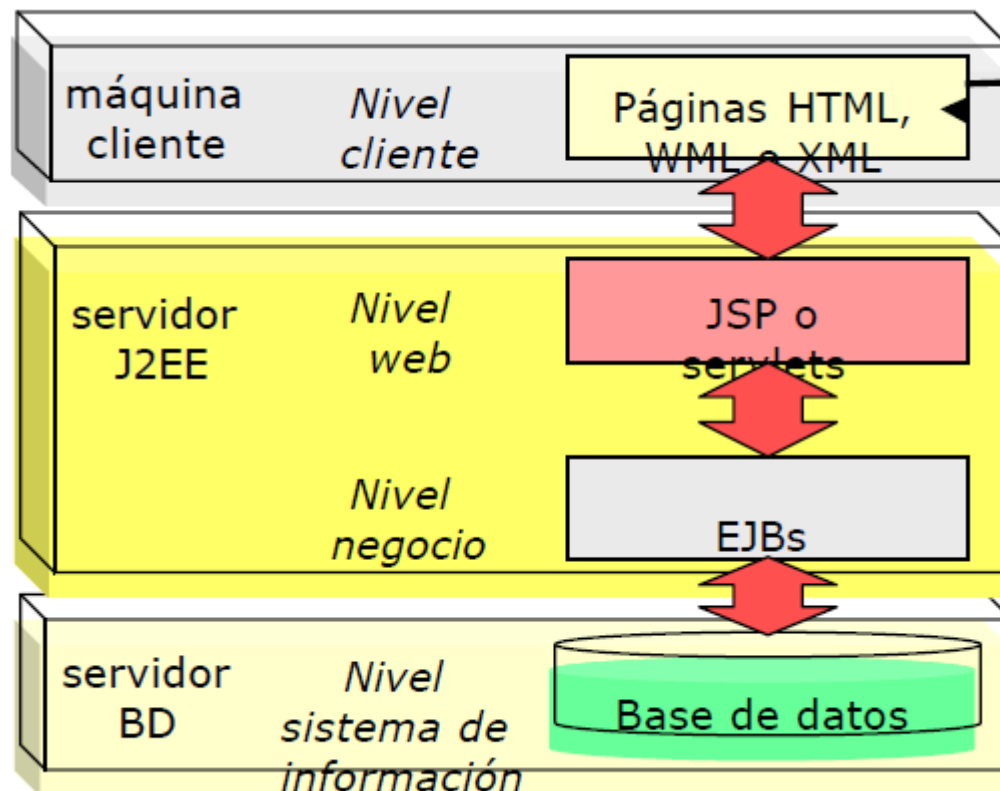 máquina
cliente
Nivel
cliente
Páginas HTML,
WML o XML
servidor
J2EE
Nivel
web
JSP o
servlets
Nivel
negocio
EJBs
servidor
BD
Nivel
sistema de
información
Base de datos